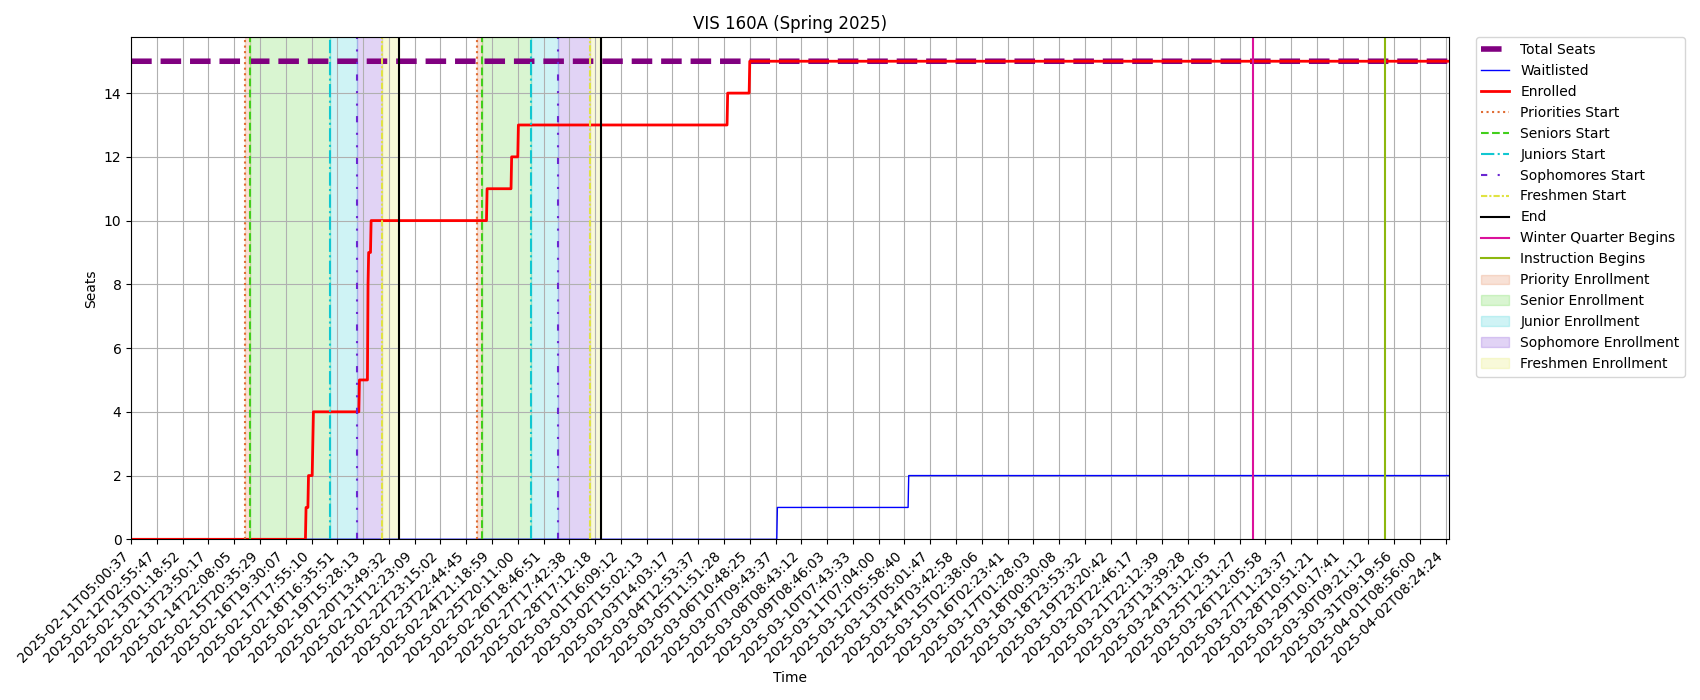 VIS 160A (Spring 2025)
Seats
14
12
10
8
6
4
2
0
2025-02-11T05:00:37
2025-02-12T02:55:47
2025-02-13T01:18:52
2025-02-13T23:50:17
2025-02-14T22:08:05
2025-02-15T20:35:29
2025-02-16T19:30:07
2025-02-17T17:55:10
2025-02-18T16:35:51
2025-02-19T15:28:13
2025-02-20T13:49:32
2025-02-21T12:23:09
2025-02-22T23:15:02
2025-02-23T22:44:45
2025-02-24T21:18:59
2025-02-25T20:11:00
2025-02-26T18:46:51
2025-02-27T17:42:38
2025-02-28T17:12:18
2025-03-01T16:09:12
2025-03-02T15:02:13
2025-03-03T14:03:17
2025-03-04T12:53:37
2025-03-05T11:51:28
2025-03-06T10:48:25
2025-03-07T09:43:37
2025-03-08T08:43:12
2025-03-09T08:46:03
2025-03-10T07:43:33
2025-03-11T07:04:00
2025-03-12T05:58:40
2025-03-13T05:01:47
2025-03-14T03:42:58
2025-03-15T02:38:06
2025-03-16T02:23:41
2025-03-17T01:28:03
2025-03-18T00:30:08
2025-03-18T23:53:32
2025-03-19T23:20:42
2025-03-20T22:46:17
2025-03-21T22:12:39
2025-03-23T13:39:28
2025-03-24T13:12:05
2025-03-25T12:31:27
2025-03-26T12:05:58
2025-03-27T11:23:37
2025-03-28T10:51:21
2025-03-29T10:17:41
2025-03-30T09:21:12
2025-03-31T09:19:56
2025-04-01T08:56:00
2025-04-02T08:24:24
Time
Total Seats
Waitlisted
Enrolled
Priorities Start
Seniors Start
Juniors Start
Sophomores Start
Freshmen Start
End
Winter Quarter Begins
Instruction Begins
Priority Enrollment
Senior Enrollment
Junior Enrollment
Sophomore Enrollment
Freshmen Enrollment